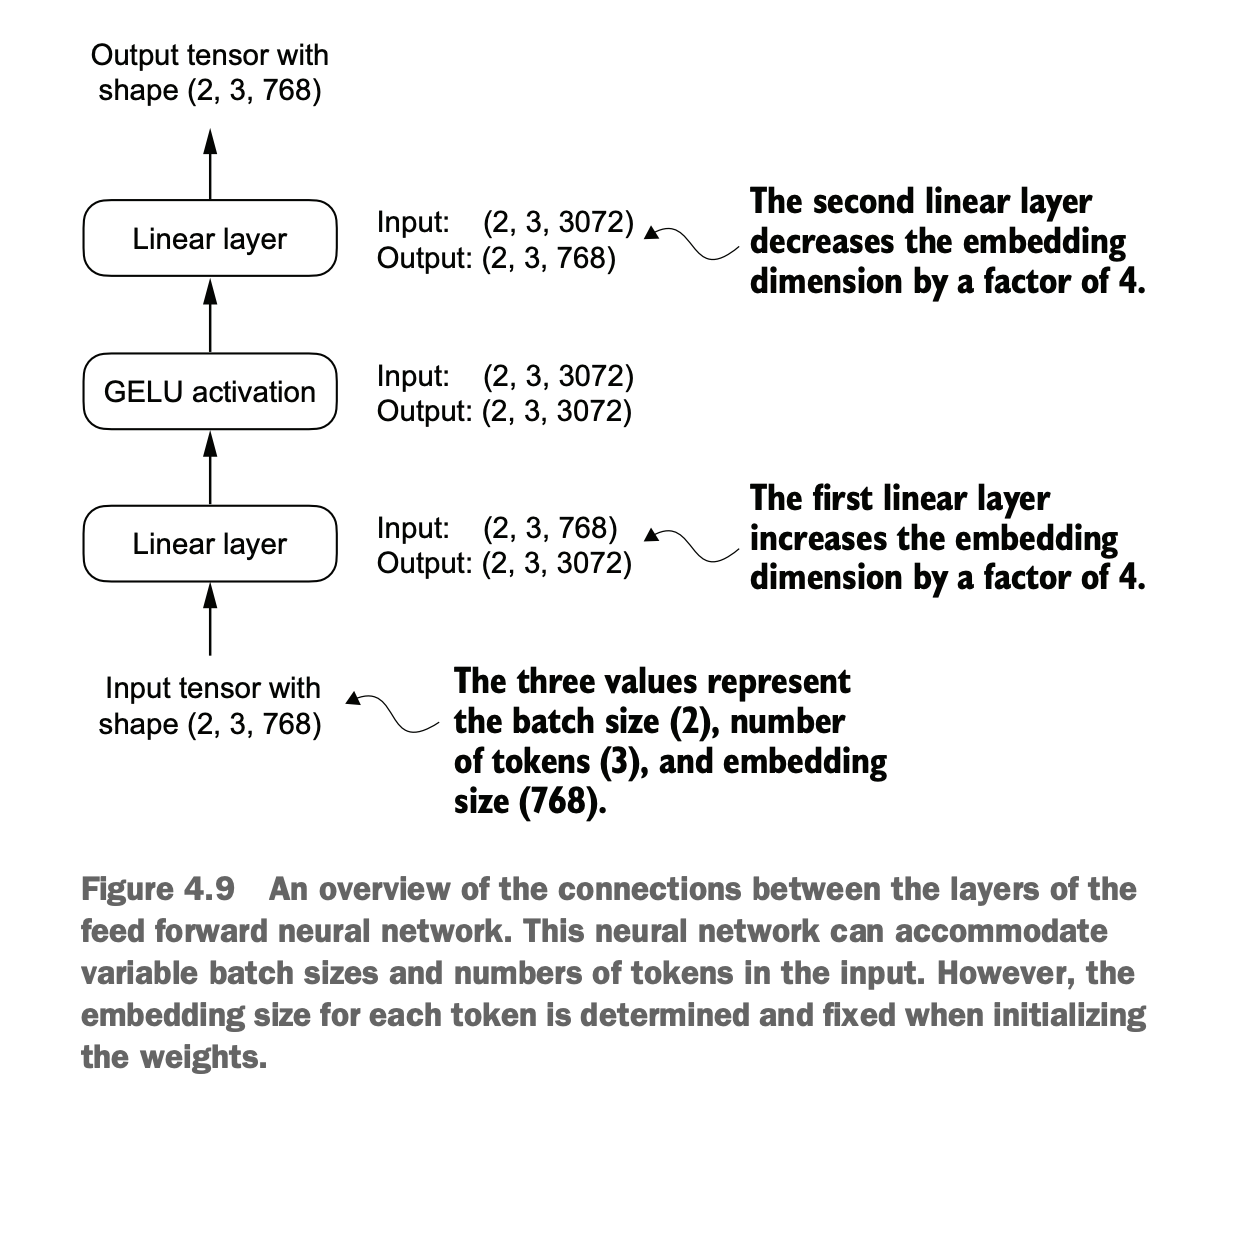 Output tensor with
shape (2, 3, 768)
Linear layer
Input: (2, 3, 3072)
Output: (2, 3, 768)
The second linear layer
decreases the embedding
dimension by a factor of 4.
GELU activation
Input: (2, 3, 3072)
Output: (2, 3, 3072)
Linear layer
Input: (2, 3, 768)
Output: (2, 3, 3072)
The first linear layer
increases the embedding
dimension by a factor of 4.
Input tensor with
shape (2, 3, 768)
The three values represent
the batch size (2), number
of tokens (3), and embedding
size (768).
Figure 4.9 An overview of the connections between the layers of the
feed forward neural network. This neural network can accommodate
variable batch sizes and numbers of tokens in the input. However, the
embedding size for each token is determined and fixed when initializing
the weights.